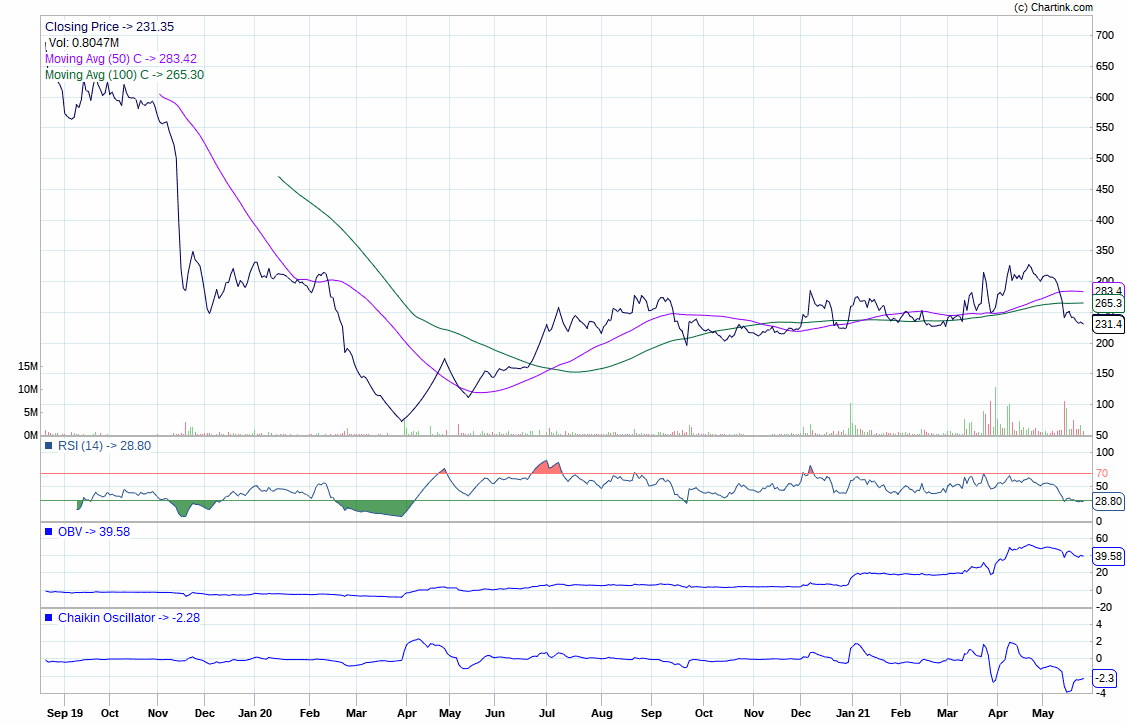 (c) Chartink.com
Closing Price -> 231.35
Vol: 0.8047M
Moving Avg (50) C -> 283.42
Moving Avg (100) C -> 265.30
700
650
600
550
500
450
400
350
300
283.4
265.3
231.4
200
150
100
50
15M
10M
5M
0M
RSI (14) -> 28.80
100
70
50
28.80
0
OBV -> 39.58
60
39.58
20
0
-20
Chaikin Oscillator -> -2.28
4
2
0
-2.3
-4
Sep 19 Oct Nov Dec Jan 20 Feb Mar Apr May Jun Jul Aug Sep Oct Nov Dec Jan 21 Feb Mar Apr May